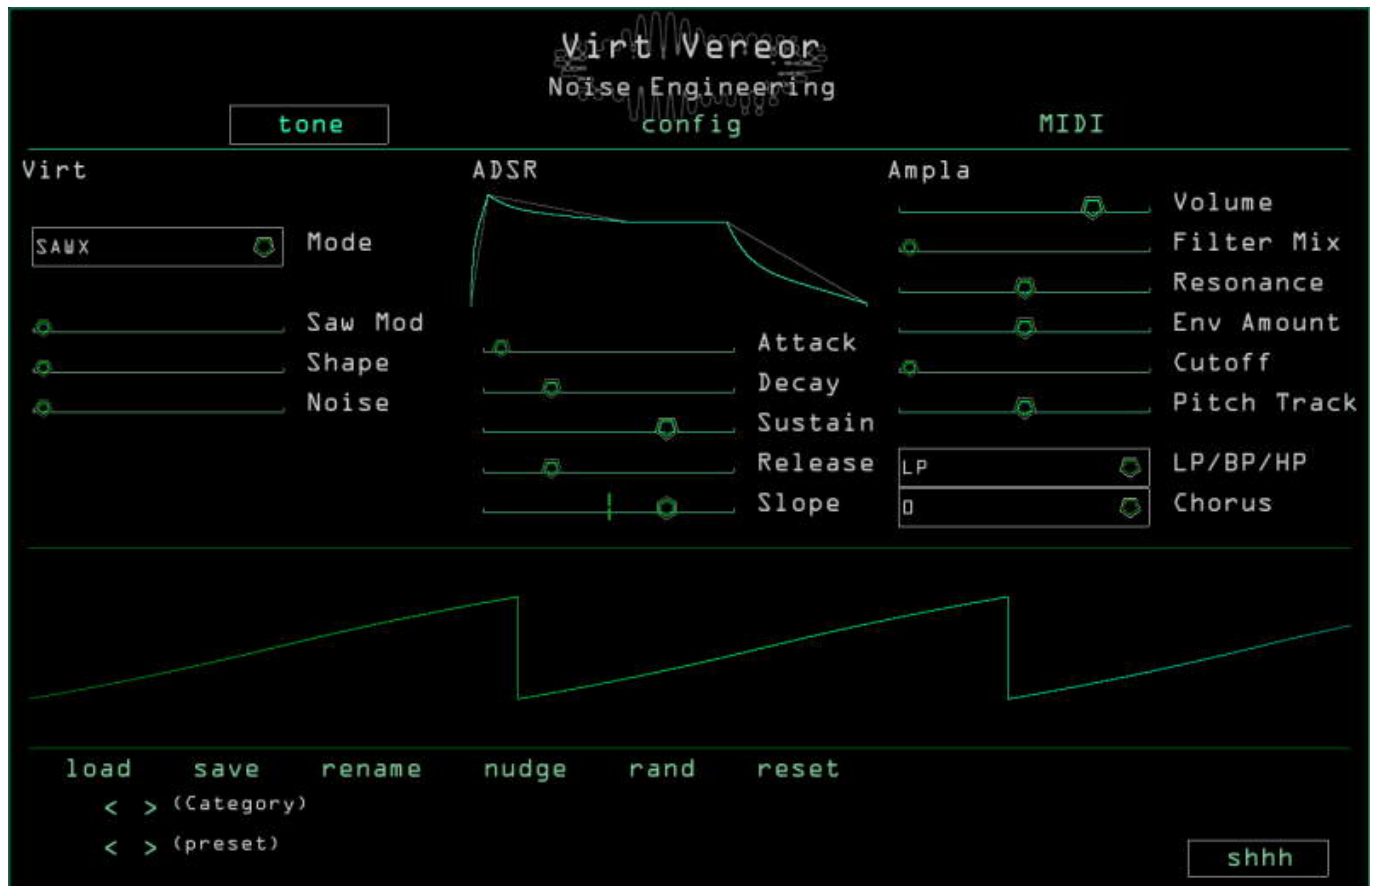 Virt Vereor
Noise Engineering
tone config MIDI
Virt
SAWX Mode
Saw Mod
Shape
Noise
ADSR
Attack
Decay
Sustain
Release
Slope
Ampla
Volume
Filter Mix
Resonance
Env Amount
Cutoff
Pitch Track
LP LP/BP/HP
0 Chorus
load save rename nudge rand reset
< > (Category)
< > (preset)
shhh